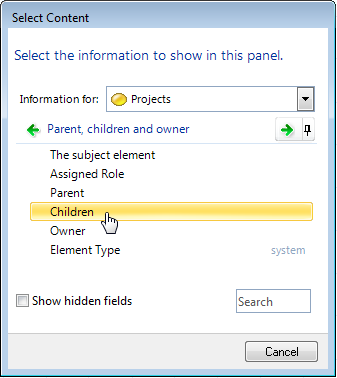 Select Content
Select the information to show in this panel.
Information for: Projects
Parent, children and owner
The subject element
Assigned Role
Parent
Children
Owner
Element Type system
Show hidden fields Search
Cancel